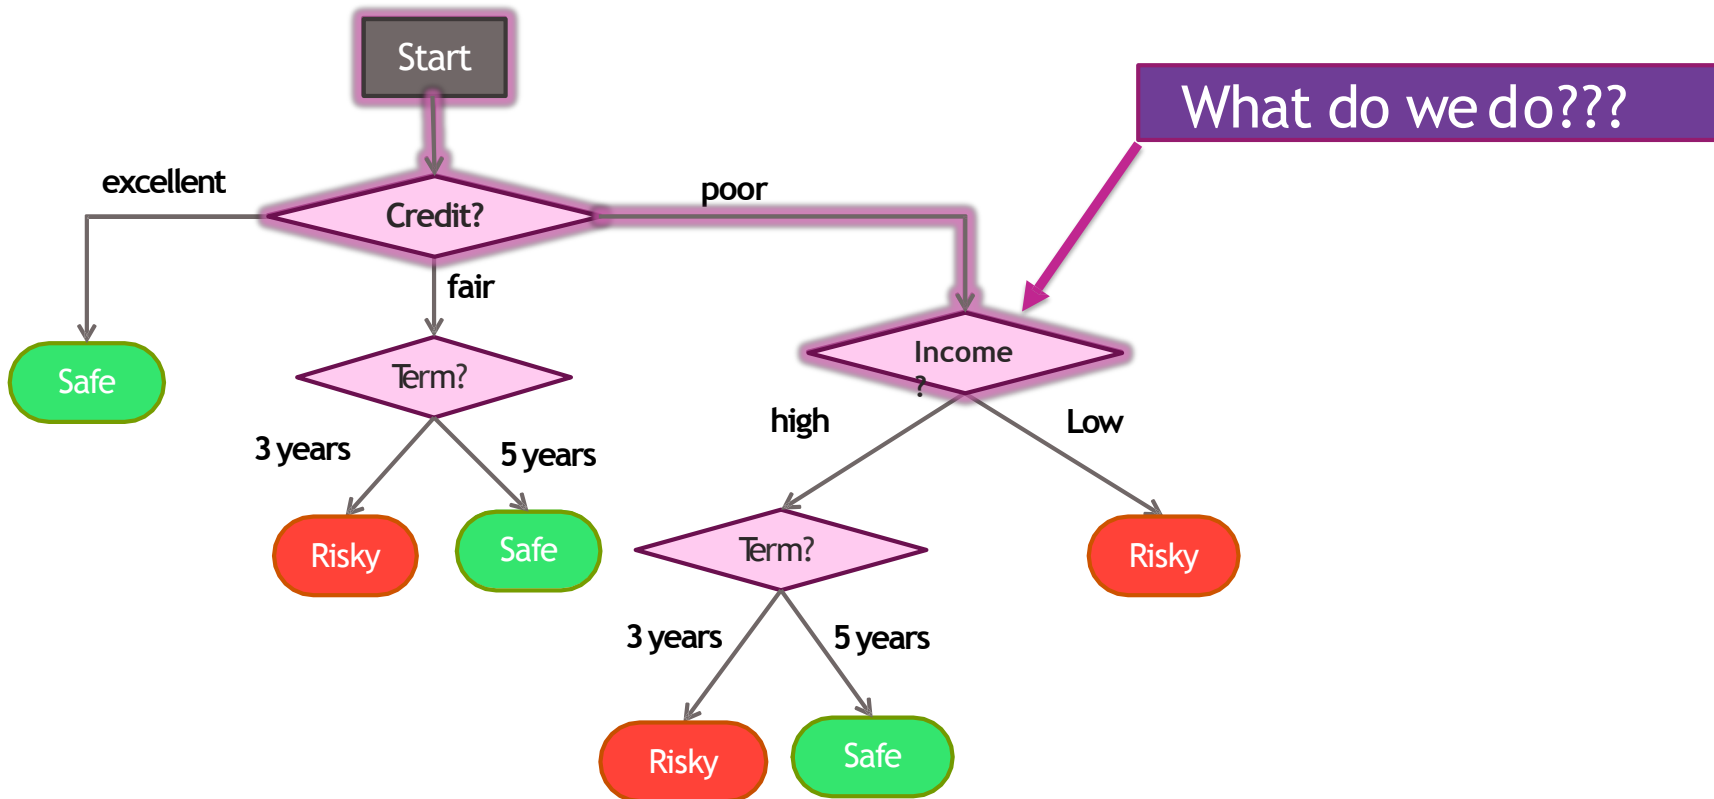 Start
What do we do???
excellent
poor
Credit?
fair
Safe
Term?
Income
?
high
Low
3 years
5 years
Risky
Safe
Term?
Risky
3 years
5 years
Risky
Safe